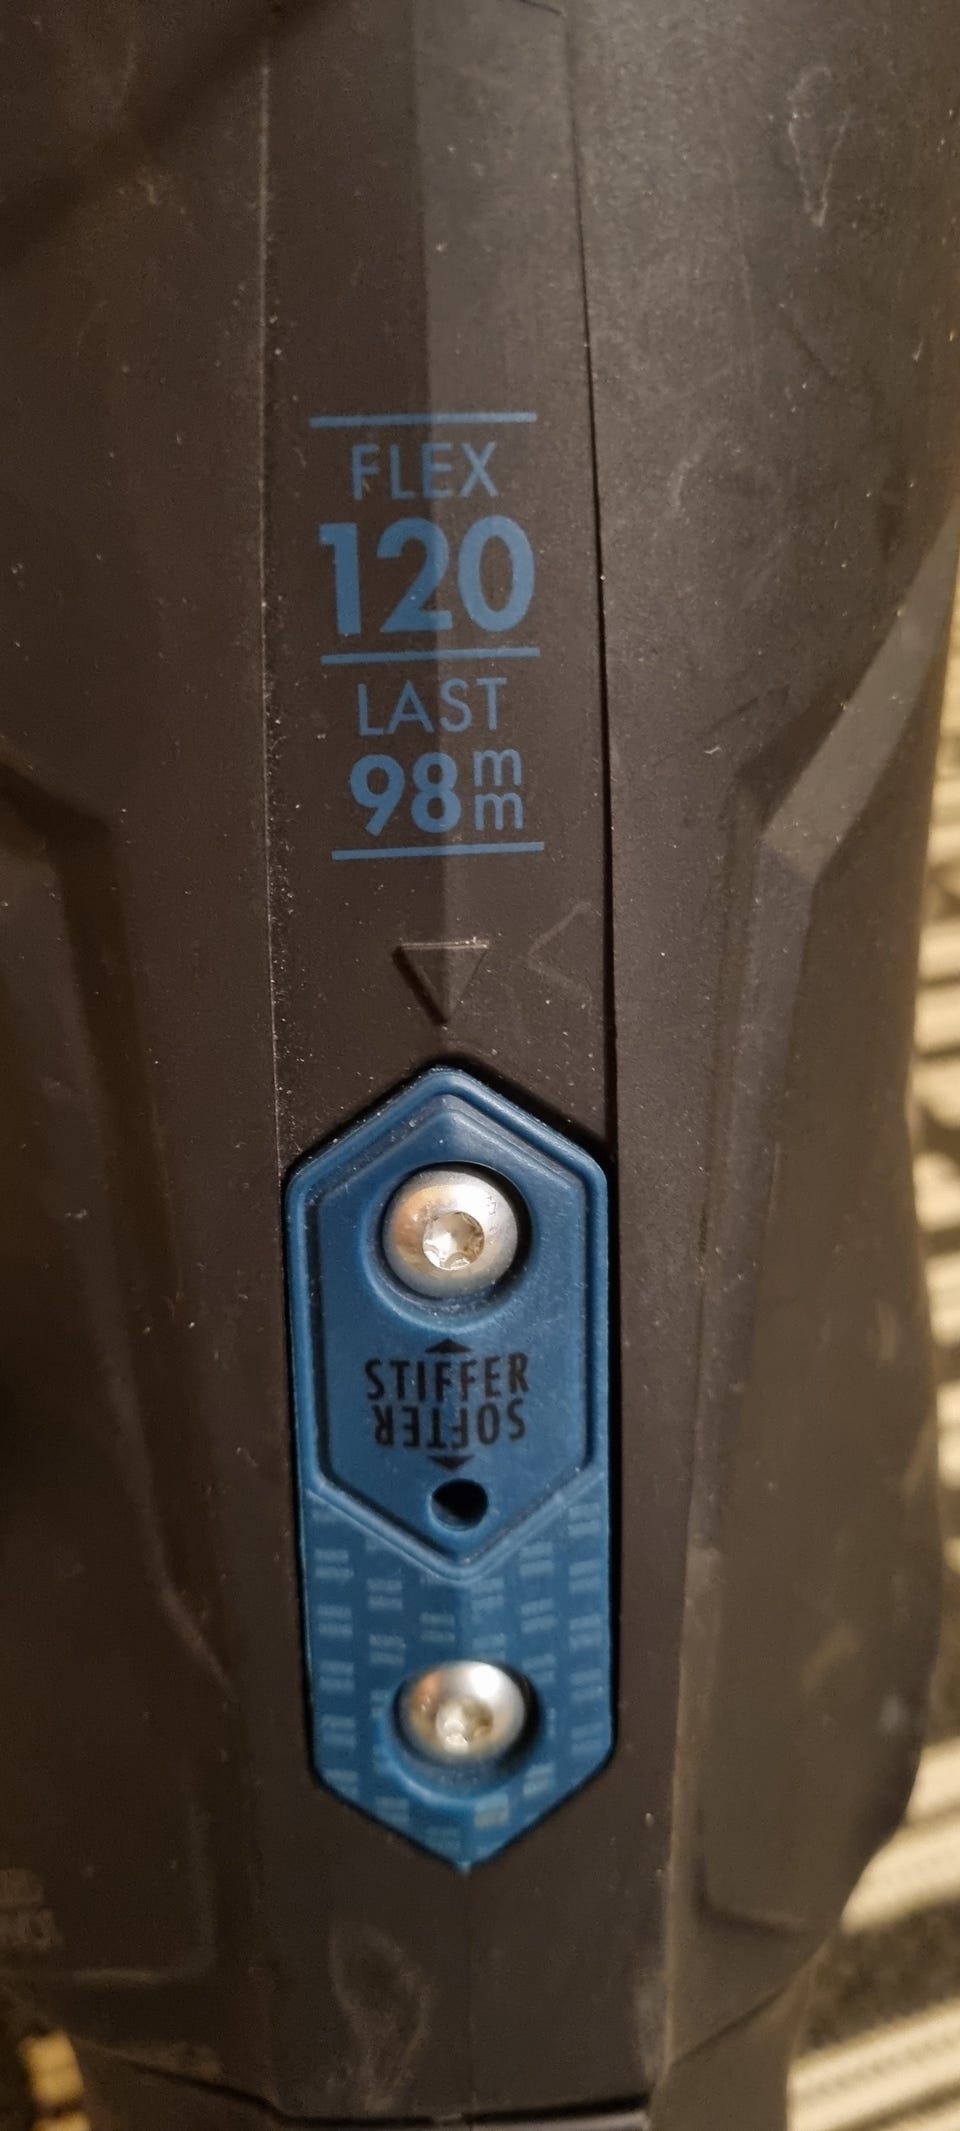 FLEX
120
LAST
98mm
STIFFER
SOFTER